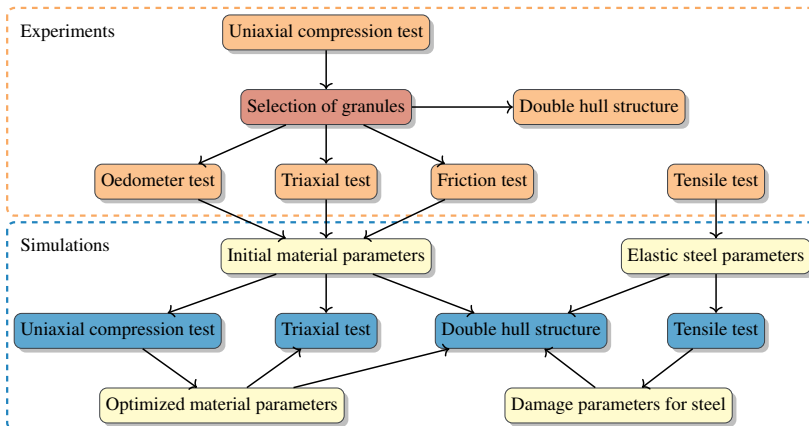 Experiments
Uniaxial compression test
Selection of granules
Double hull structure
Oedometer test
Triaxial test
Friction test
Tensile test
Simulations
Initial material parameters
Elastic steel parameters
Uniaxial compression test
Triaxial test
Double hull structure
Tensile test
Optimized material parameters
Damage parameters for steel